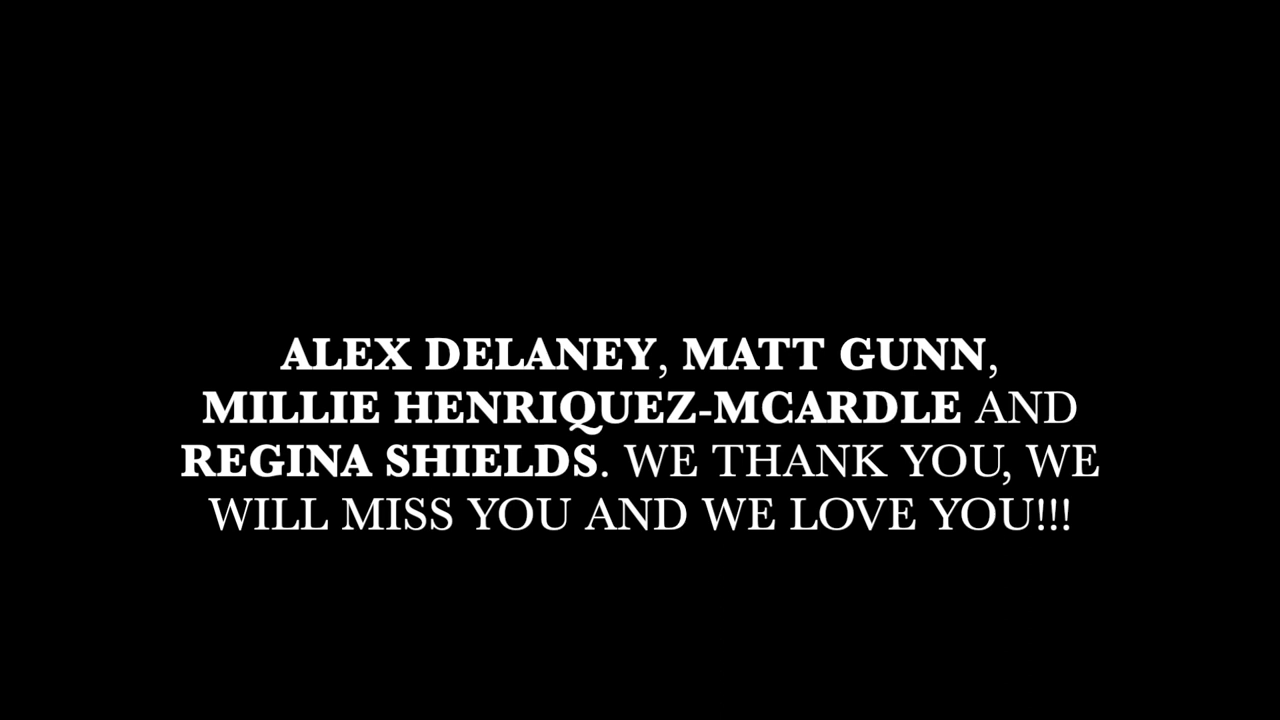 ALEX DELANEY, MATT GUNN,
MILLIE HENRIQUEZ-MCARDLE AND
REGINA SHIELDS. WE THANK YOU, WE
WILL MISS YOU AND WE LOVE YOU!!!